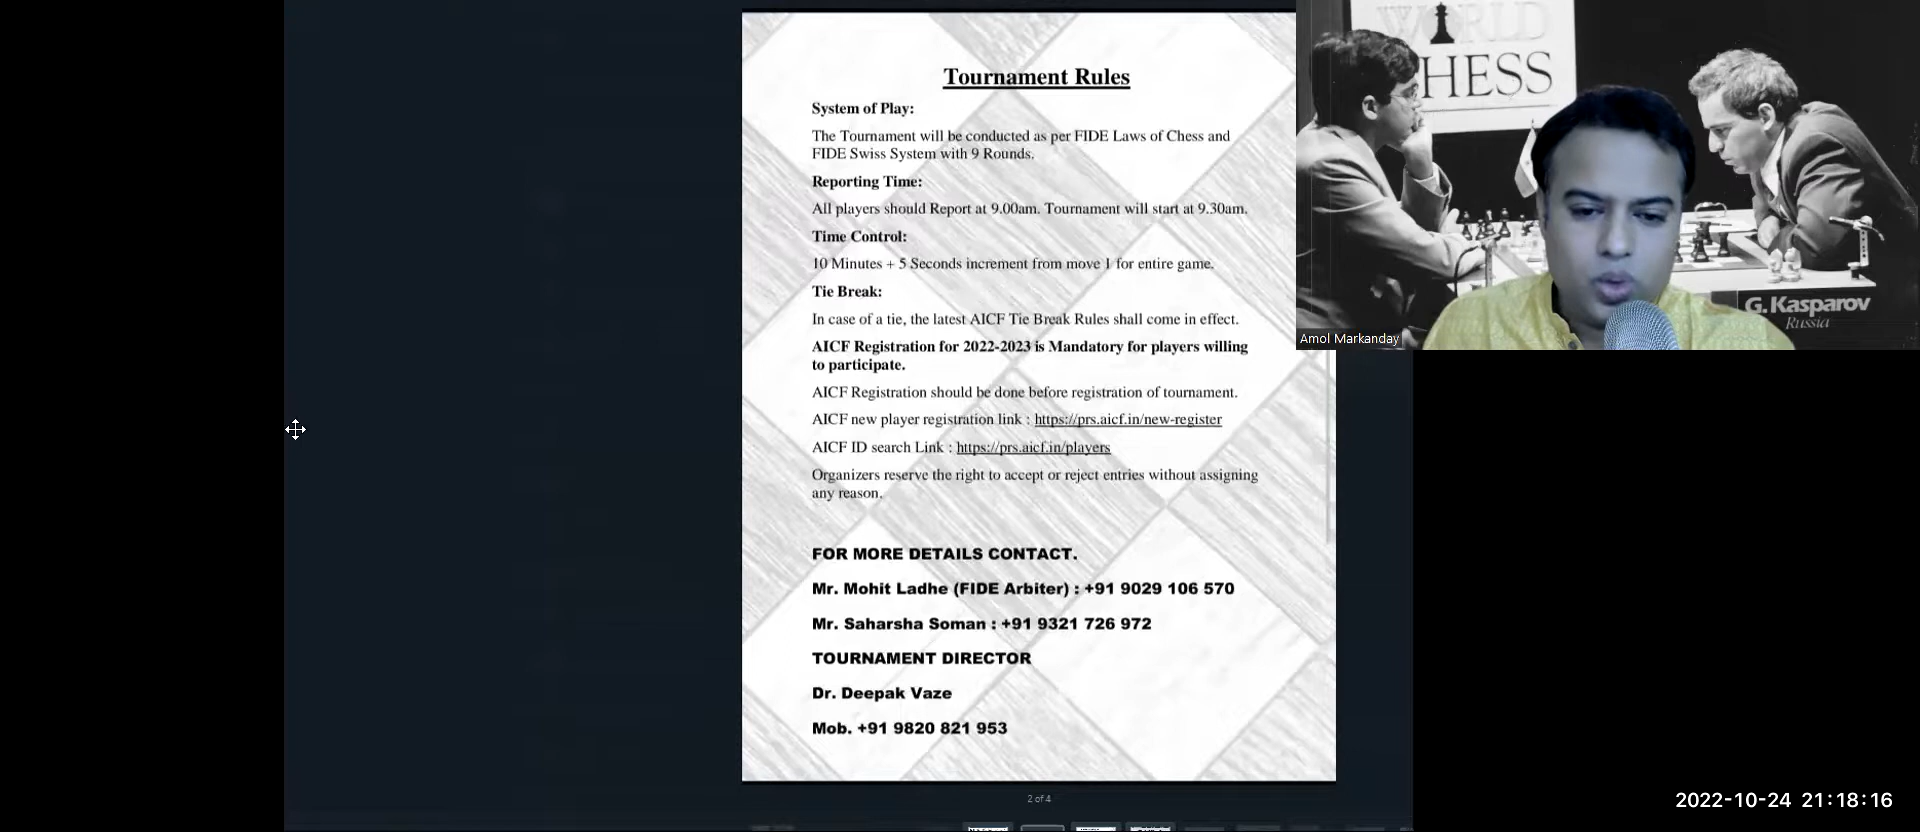 Tournament Rules
System of Play:
The Tournament will be conducted as per FIDE Laws of Chess and
FIDE Swiss System with 9 Rounds.
Reporting Time:
All players should Report at 9.00am. Tournament will start at 9.30am.
Time Control:
10 Minutes + 5 Seconds increment from move 1 for entire game.
Tie Break:
In case of a tie, the latest AICF Tie Break Rules shall come in effect.
AICF Registration for 2022-2023 is Mandatory for players willing
to participate.
AICF Registration should be done before registration of tournament.
AICF new player registration link : https://prs.aicf.in/new-register
AICF ID search Link : https://prs.aicf.in/players
Organizers reserve the right to accept or reject entries without assigning
any reason.
FOR MORE DETAILS CONTACT.
Mr. Mohit Ladhe (FIDE Arbiter) : +91 9029 106 570
Mr. Saharsha Soman : +91 9321 726 972
TOURNAMENT DIRECTOR
Dr. Deepak Vaze
Mob. +91 9820 821 953
2 of 4
WORLD
CHESS
G. Kasparov
Russia
Amol Markanday
2022-10-24 21:18:16